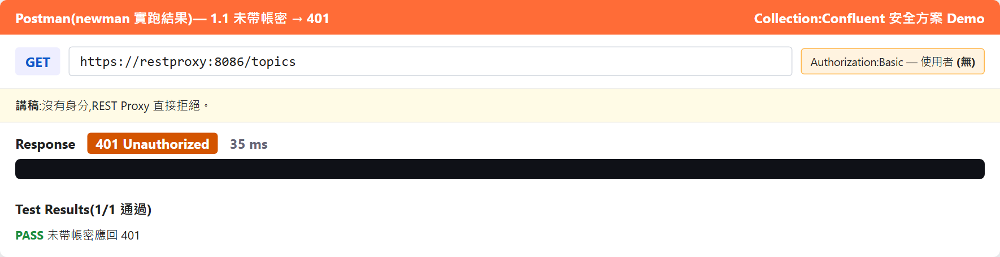 Postman(newman 實跑結果)— 1.1 未帶帳密 → 401
Collection:Confluent 安全方案 Demo
GET
https://restproxy:8086/topics
Authorization:Basic — 使用者 (無)
講稿:沒有身分,REST Proxy 直接拒絕。
Response 401 Unauthorized 35 ms
Test Results(1/1 通過)
PASS 未帶帳密應回 401